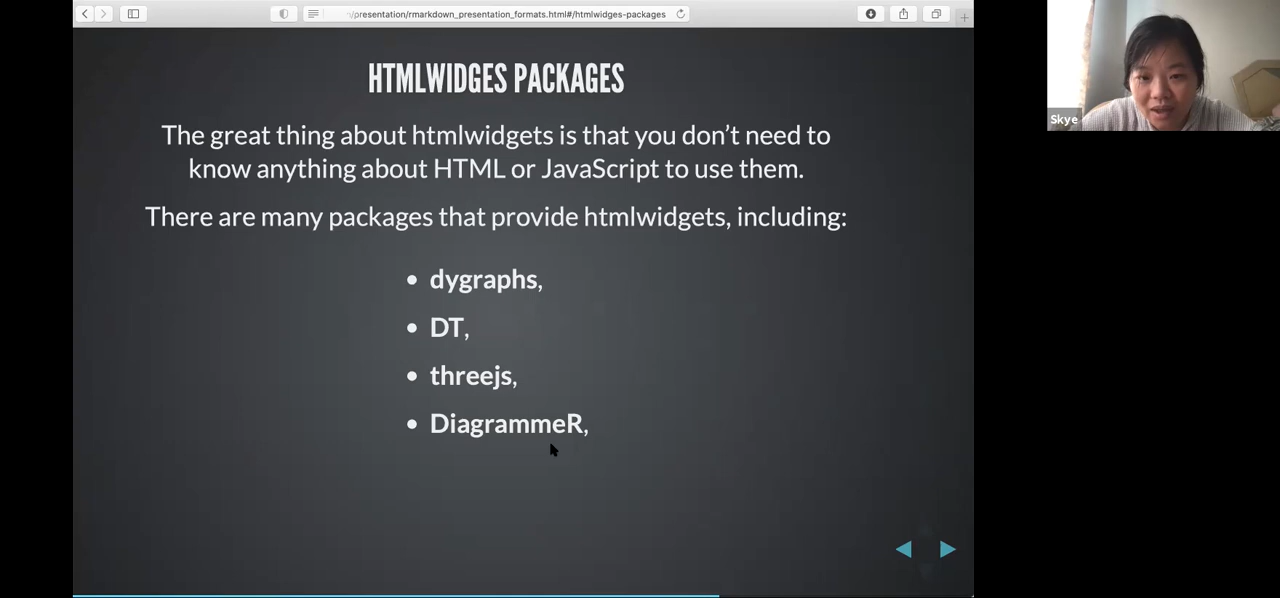 :/presentation/rmarkdown_presentation_formats.html#/htmlwidges-packages
HTMLWIDGES PACKAGES
Skye
The great thing about htmlwidgets is that you don't need to
know anything about HTML or JavaScript to use them.
There are many packages that provide htmlwidgets, including:
• dygraphs,
• DT,
• threejs,
• DiagrammeR,